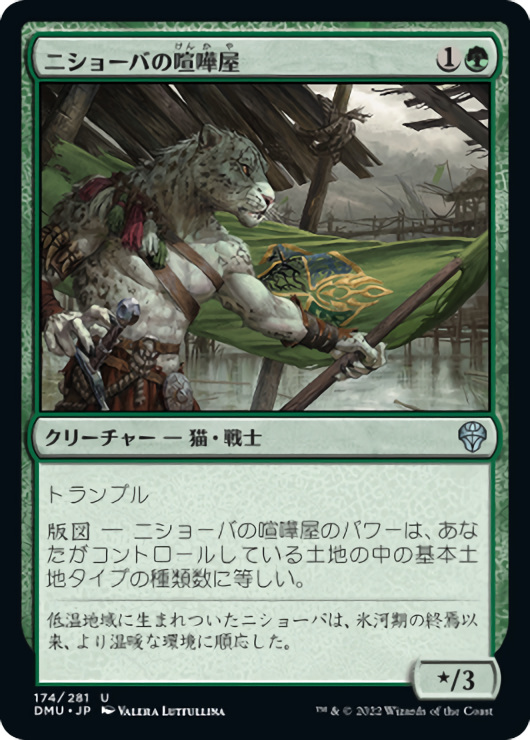 ニショーバの喧嘩屋
けんかや
1
クリーチャー — 猫・戦士
トランプル
版図 — ニショーバの喧嘩屋のパワーは、あな
たがコントロールしている土地の中の基本土
地タイプの種類数に等しい。
低温地域に生まれついたニショーバは、氷河期の終焉以
来、より温暖な環境に順応した。
★/3
174/281 U
DMU • JP Valera Lutfullina
™ & © 2022 Wizards of the Coast